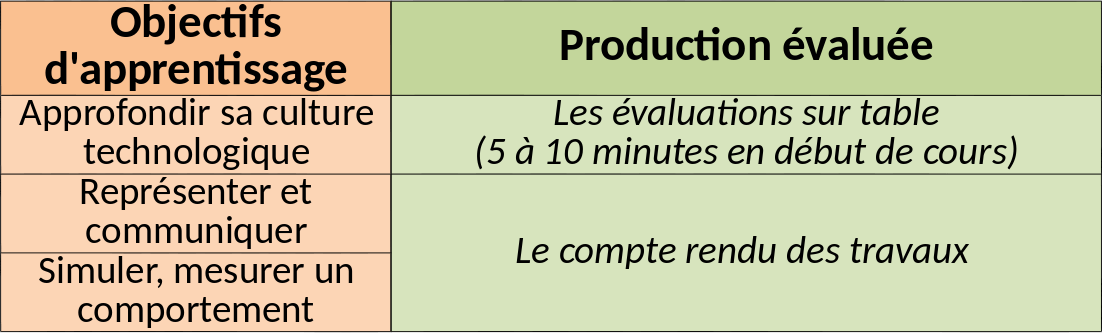 Objectifs
d'apprentissage
Production évaluée
Approfondir sa culture
technologique
Les évaluations sur table
(5 à 10 minutes en début de cours)
Représenter et
communiquer
Le compte rendu des travaux
Simuler, mesurer un
comportement